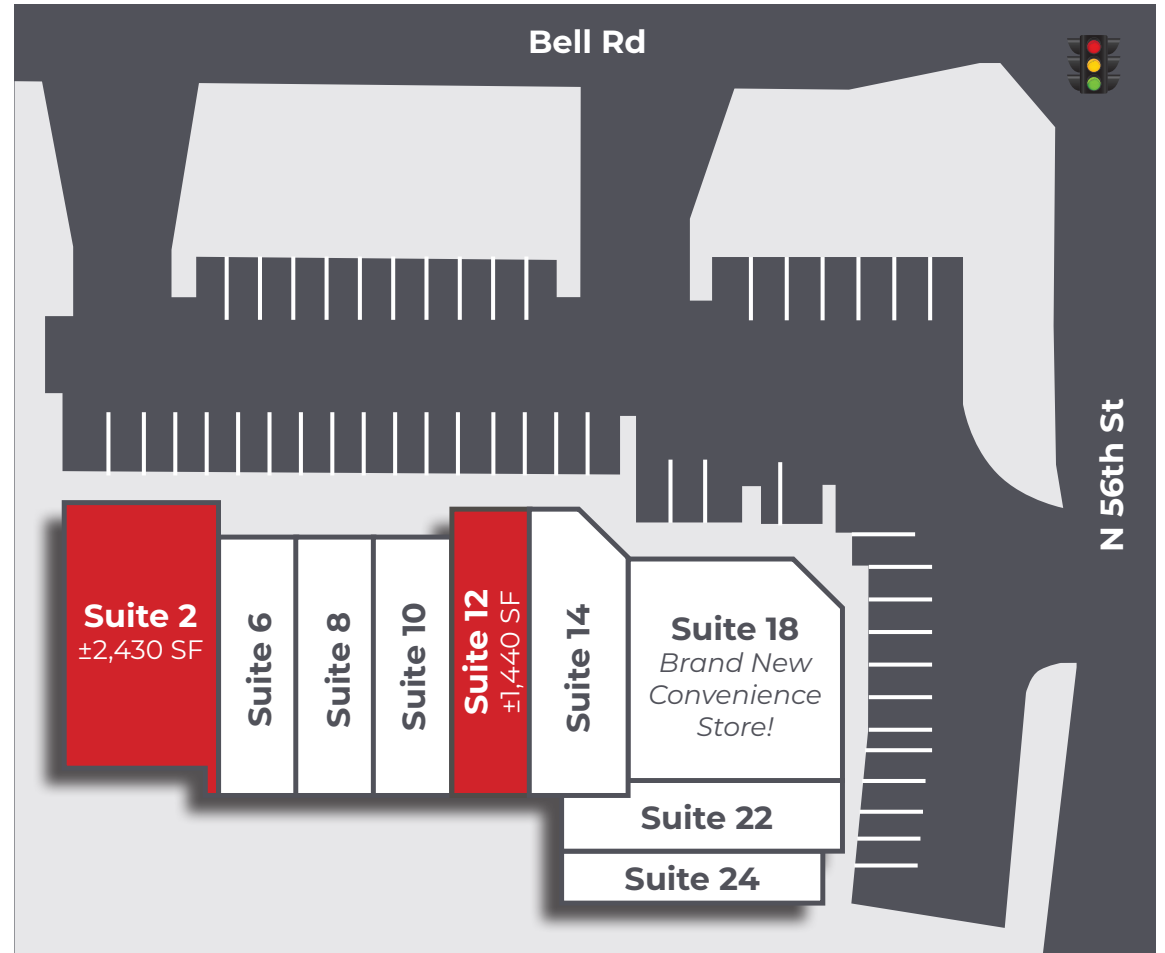 Bell Rd
N 56th St
Suite 2
±2,430 SF
Suite 6
Suite 8
Suite 10
Suite 12
±1,440 SF
Suite 14
Suite 18
Brand New
Convenience
Store!
Suite 22
Suite 24